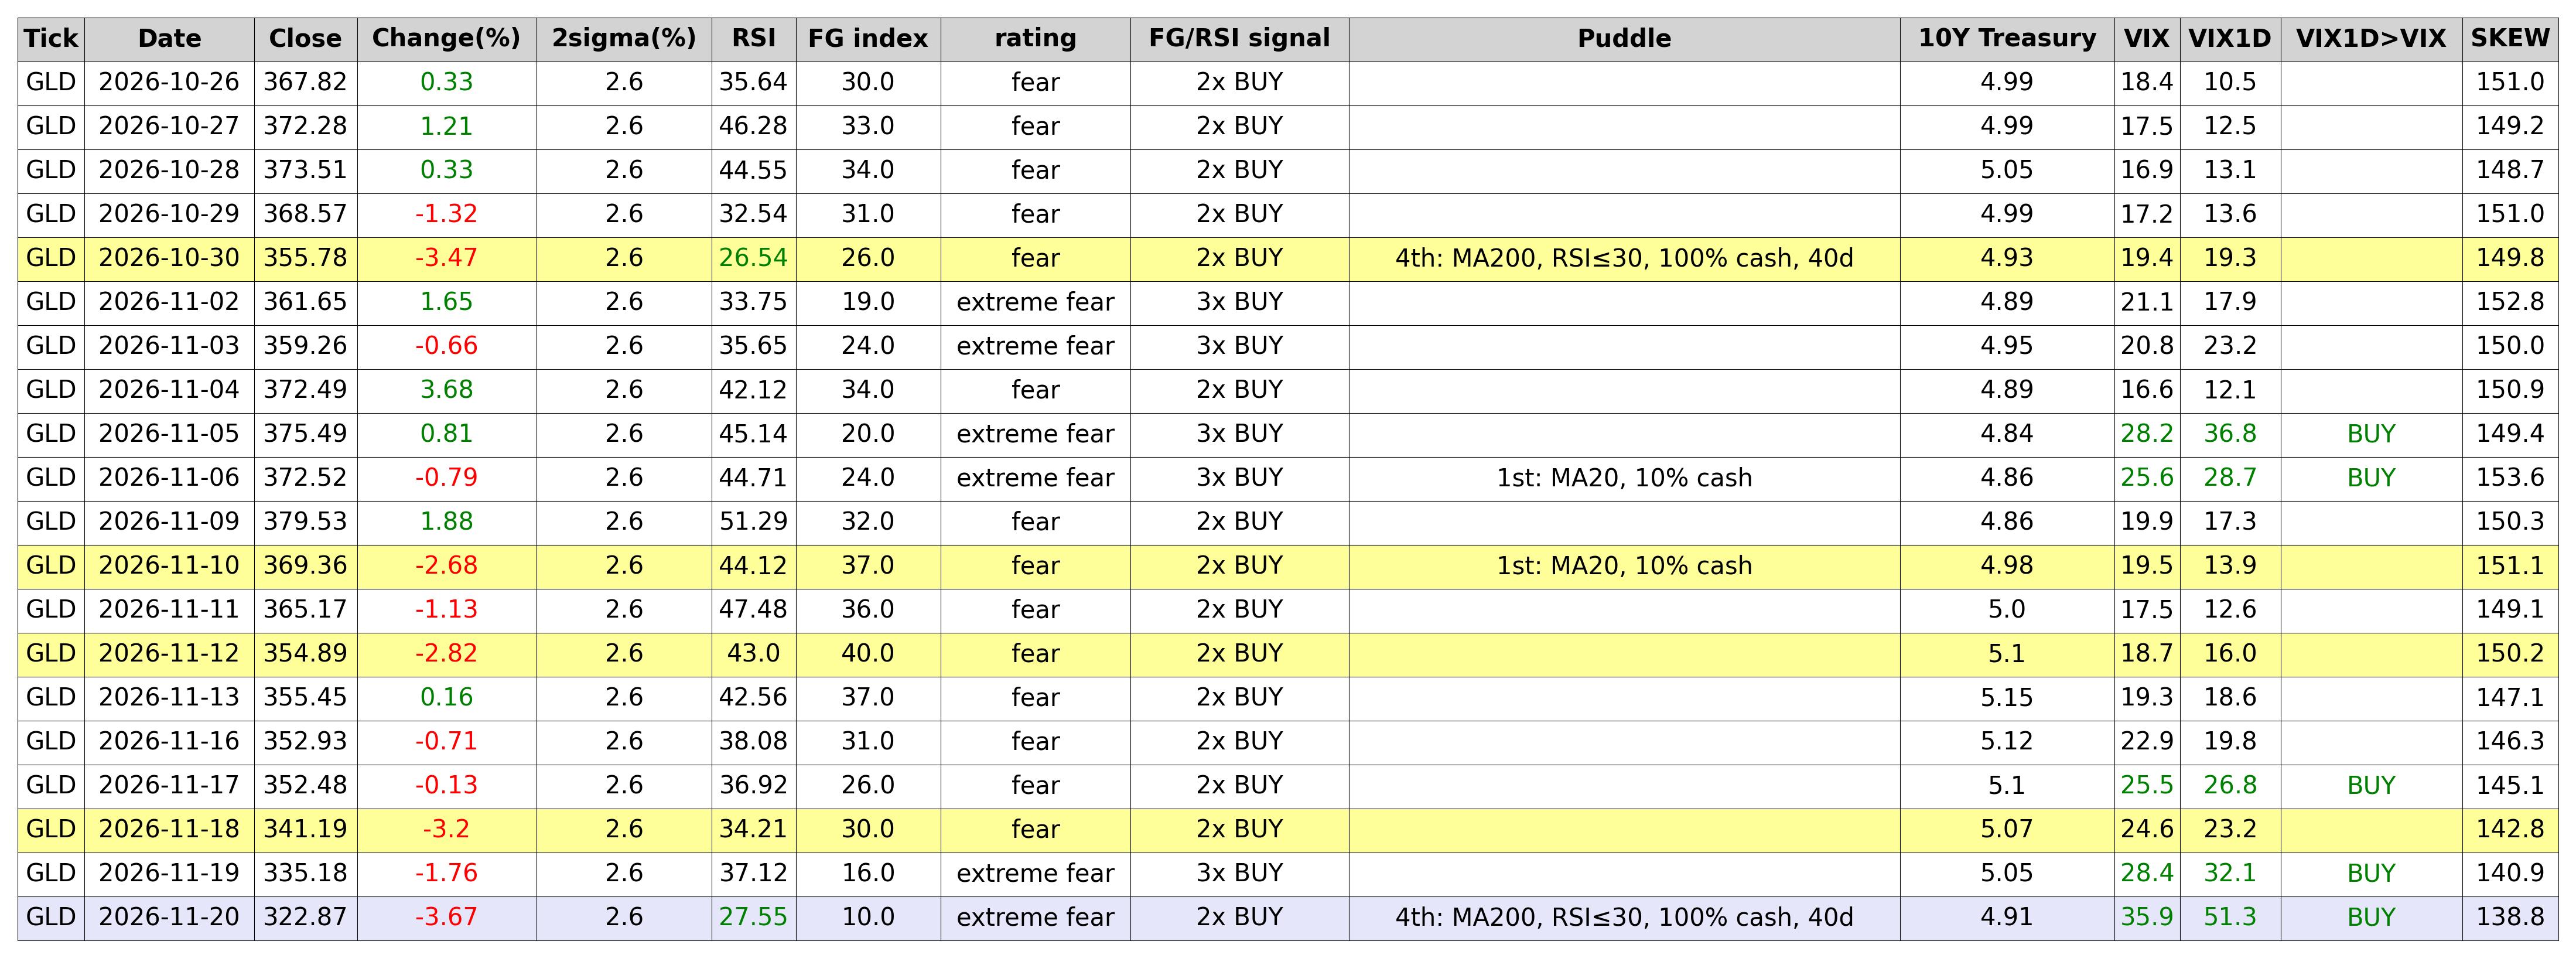 Tick Date Close Change(%) 2sigma(%) RSI FG index rating FG/RSI signal Puddle 10Y Treasury VIX VIX1D VIX1D>VIX SKEW
GLD 2026-10-26 367.82 0.33 2.6 35.64 30.0 fear 2x BUY 4.99 18.4 10.5 151.0
GLD 2026-10-27 372.28 1.21 2.6 46.28 33.0 fear 2x BUY 4.99 17.5 12.5 149.2
GLD 2026-10-28 373.51 0.33 2.6 44.55 34.0 fear 2x BUY 5.05 16.9 13.1 148.7
GLD 2026-10-29 368.57 -1.32 2.6 32.54 31.0 fear 2x BUY 4.99 17.2 13.6 151.0
GLD 2026-10-30 355.78 -3.47 2.6 26.54 26.0 fear 2x BUY 4th: MA200, RSI≤30, 100% cash, 40d 4.93 19.4 19.3 149.8
GLD 2026-11-02 361.65 1.65 2.6 33.75 19.0 extreme fear 3x BUY 4.89 21.1 17.9 152.8
GLD 2026-11-03 359.26 -0.66 2.6 35.65 24.0 extreme fear 3x BUY 4.95 20.8 23.2 150.0
GLD 2026-11-04 372.49 3.68 2.6 42.12 34.0 fear 2x BUY 4.89 16.6 12.1 150.9
GLD 2026-11-05 375.49 0.81 2.6 45.14 20.0 extreme fear 3x BUY 4.84 28.2 36.8 BUY 149.4
GLD 2026-11-06 372.52 -0.79 2.6 44.71 24.0 extreme fear 3x BUY 1st: MA20, 10% cash 4.86 25.6 28.7 BUY 153.6
GLD 2026-11-09 379.53 1.88 2.6 51.29 32.0 fear 2x BUY 4.86 19.9 17.3 150.3
GLD 2026-11-10 369.36 -2.68 2.6 44.12 37.0 fear 2x BUY 1st: MA20, 10% cash 4.98 19.5 13.9 151.1
GLD 2026-11-11 365.17 -1.13 2.6 47.48 36.0 fear 2x BUY 5.0 17.5 12.6 149.1
GLD 2026-11-12 354.89 -2.82 2.6 43.0 40.0 fear 2x BUY 5.1 18.7 16.0 150.2
GLD 2026-11-13 355.45 0.16 2.6 42.56 37.0 fear 2x BUY 5.15 19.3 18.6 147.1
GLD 2026-11-16 352.93 -0.71 2.6 38.08 31.0 fear 2x BUY 5.12 22.9 19.8 146.3
GLD 2026-11-17 352.48 -0.13 2.6 36.92 26.0 fear 2x BUY 5.1 25.5 26.8 BUY 145.1
GLD 2026-11-18 341.19 -3.2 2.6 34.21 30.0 fear 2x BUY 5.07 24.6 23.2 142.8
GLD 2026-11-19 335.18 -1.76 2.6 37.12 16.0 extreme fear 3x BUY 5.05 28.4 32.1 BUY 140.9
GLD 2026-11-20 322.87 -3.67 2.6 27.55 10.0 extreme fear 2x BUY 4th: MA200, RSI≤30, 100% cash, 40d 4.91 35.9 51.3 BUY 138.8